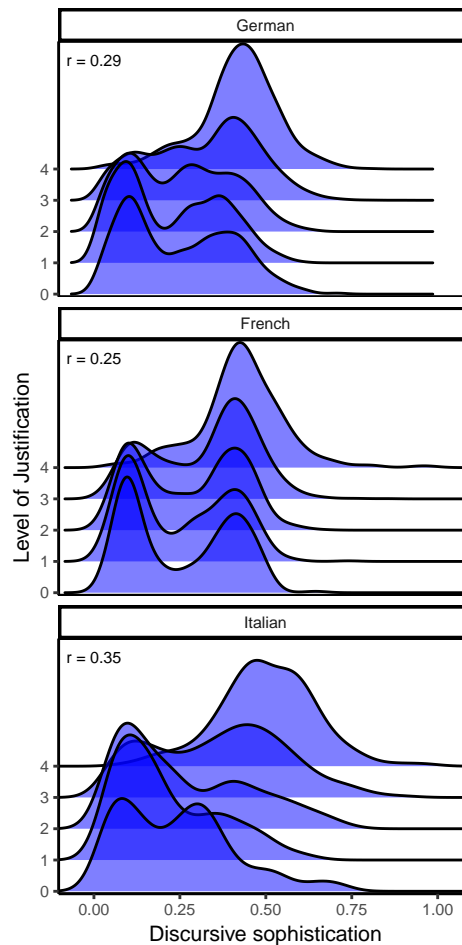 German
r = 0.29
4
3
2
1
0
French
r = 0.25
4
3
2
1
0
Italian
r = 0.35
4
3
2
1
0
Level of Justification
0.00 0.25 0.50 0.75 1.00
Discursive sophistication